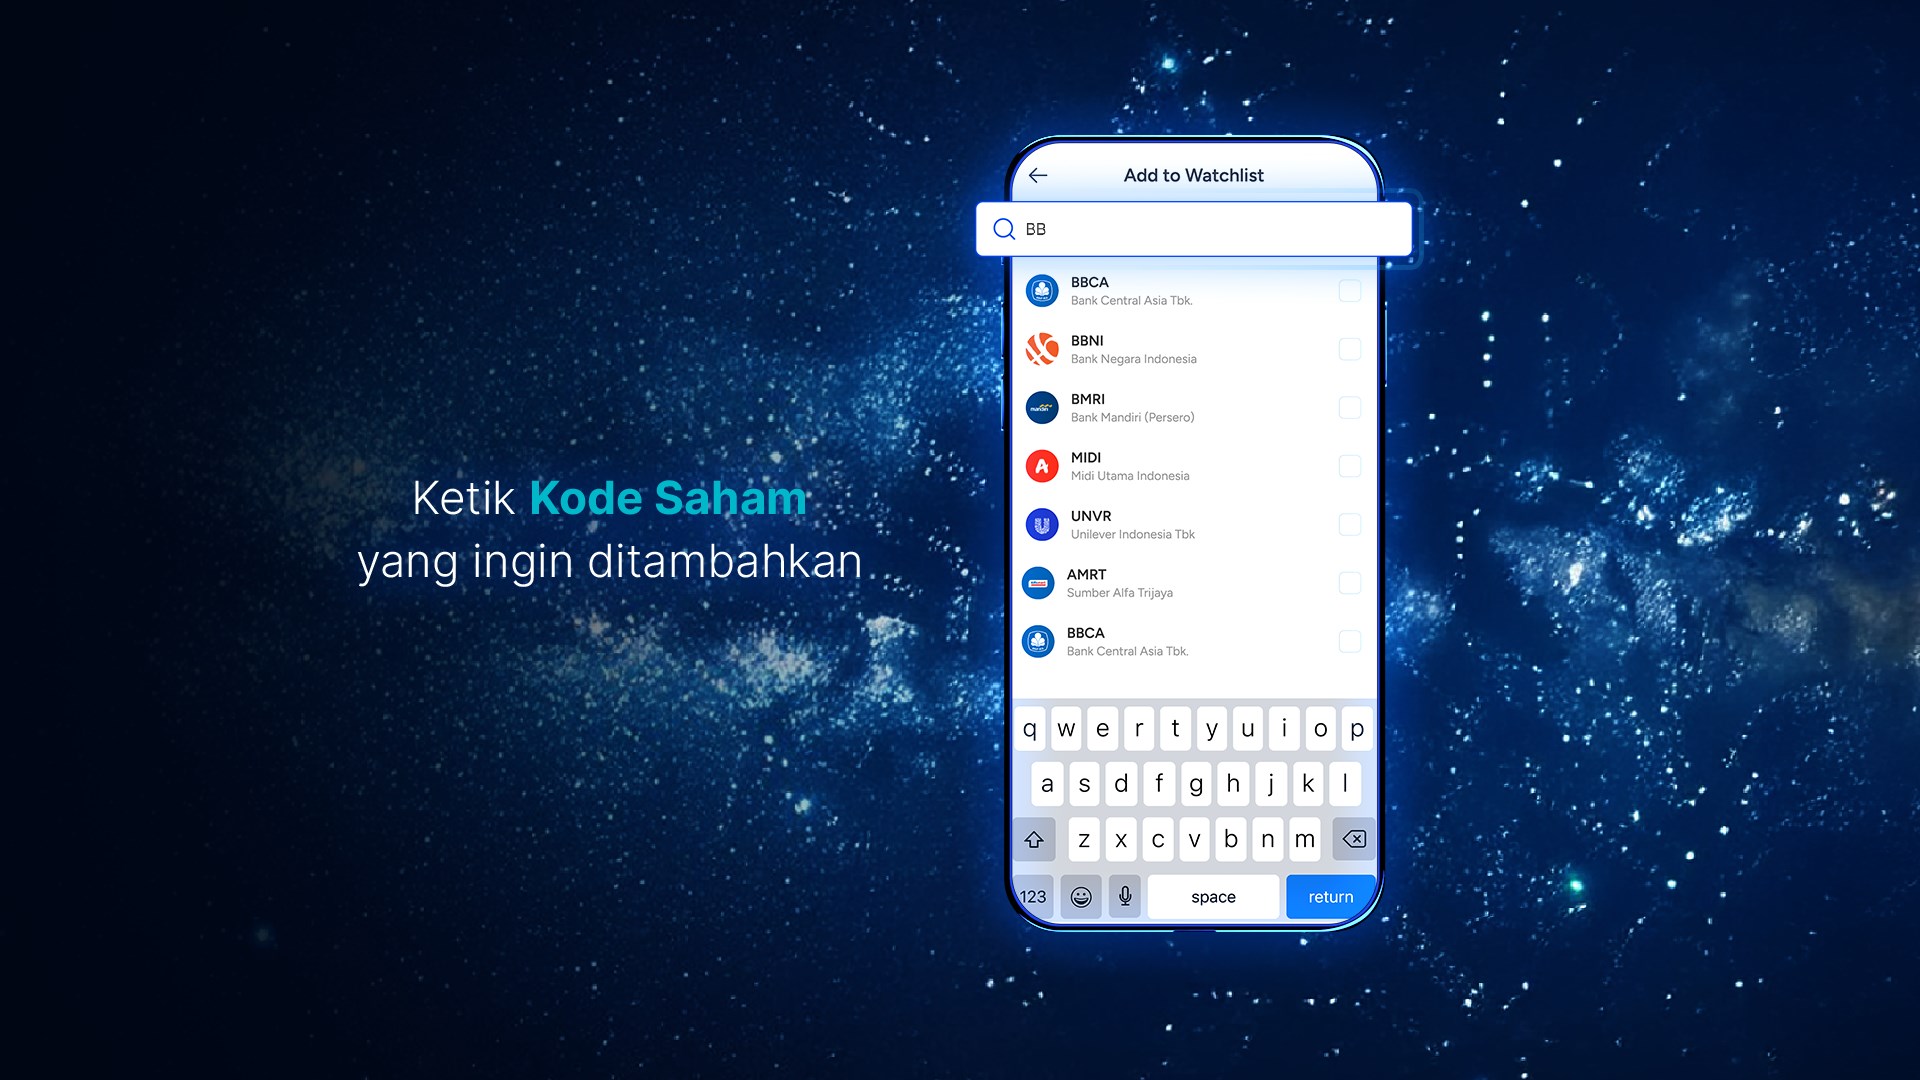 Ketik Kode Saham
yang ingin ditambahkan
Add to Watchlist
BB
BBCA
Bank Central Asia Tbk.
BBNI
Bank Negara Indonesia
BMRI
Bank Mandiri (Persero)
mandiri
MIDI
Midi Utama Indonesia
UNVR
Unilever Indonesia Tbk
AMRT
Sumber Alfa Trijaya
BBCA
Bank Central Asia Tbk.
q w e r t y u i o p
a s d f g h j k l
z x c v b n m
123 space return